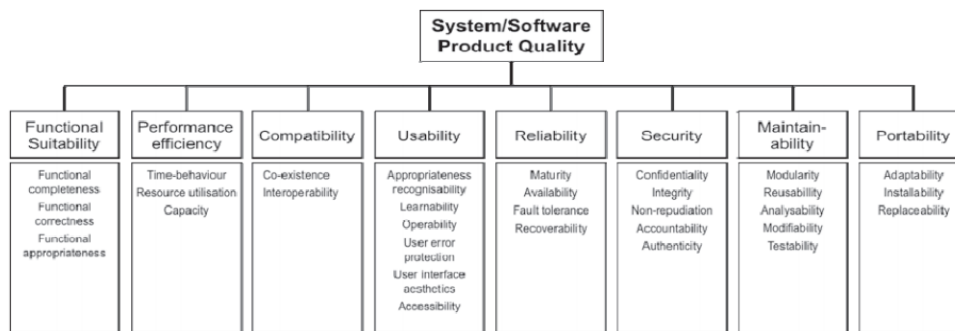 System/Software
Product Quality
Functional
Suitability
Performance
efficiency
Compatibility
Usability
Reliability
Security
Maintain-
ability
Portability
Functional
completeness
Functional
correctness
Functional
appropriateness
Time-behaviour
Resource utilisation
Capacity
Co-existence
Interoperability
Appropriateness
recognisability
Learnability
Operability
User error
protection
User interface
aesthetics
Accessibility
Maturity
Availability
Fault tolerance
Recoverability
Confidentiality
Integrity
Non-repudiation
Accountability
Authenticity
Modularity
Reusabillity
Analysability
Modifiability
Testability
Adaptability
Installability
Replaceability